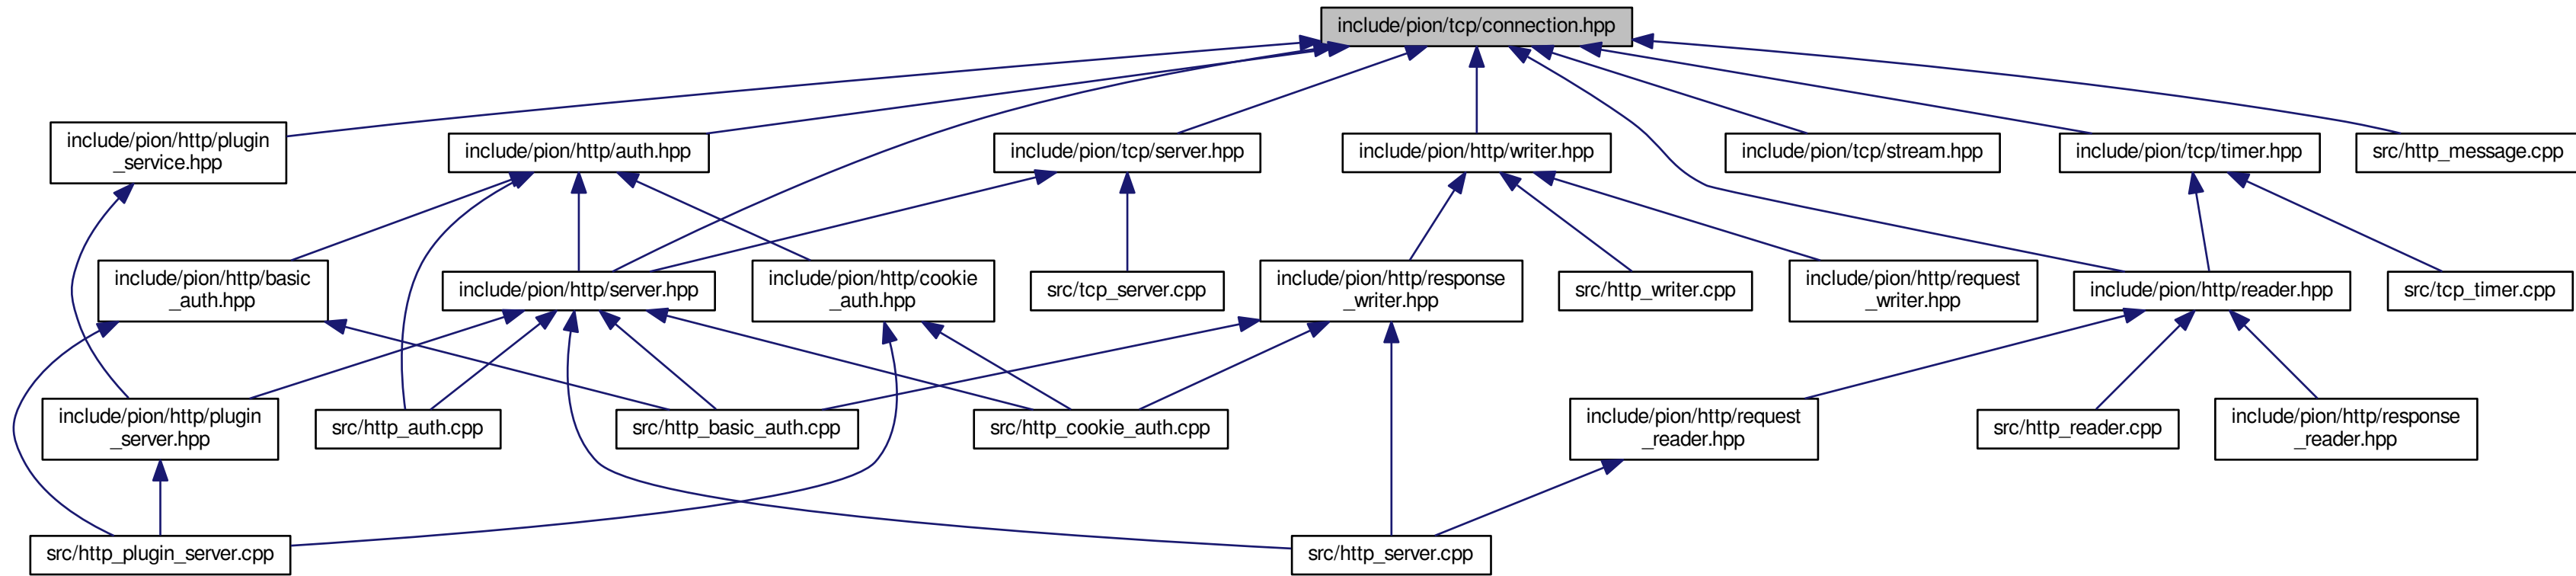 include/pion/tcp/connection.hpp
include/pion/http/plugin
_service.hpp
include/pion/http/auth.hpp
include/pion/tcp/server.hpp
include/pion/http/writer.hpp
include/pion/tcp/stream.hpp
include/pion/tcp/timer.hpp
src/http_message.cpp
include/pion/http/basic
_auth.hpp
include/pion/http/server.hpp
include/pion/http/cookie
_auth.hpp
src/tcp_server.cpp
include/pion/http/response
_writer.hpp
src/http_writer.cpp
include/pion/http/request
_writer.hpp
include/pion/http/reader.hpp
src/tcp_timer.cpp
include/pion/http/plugin
_server.hpp
src/http_auth.cpp
src/http_basic_auth.cpp
src/http_cookie_auth.cpp
include/pion/http/request
_reader.hpp
src/http_reader.cpp
include/pion/http/response
_reader.hpp
src/http_plugin_server.cpp
src/http_server.cpp